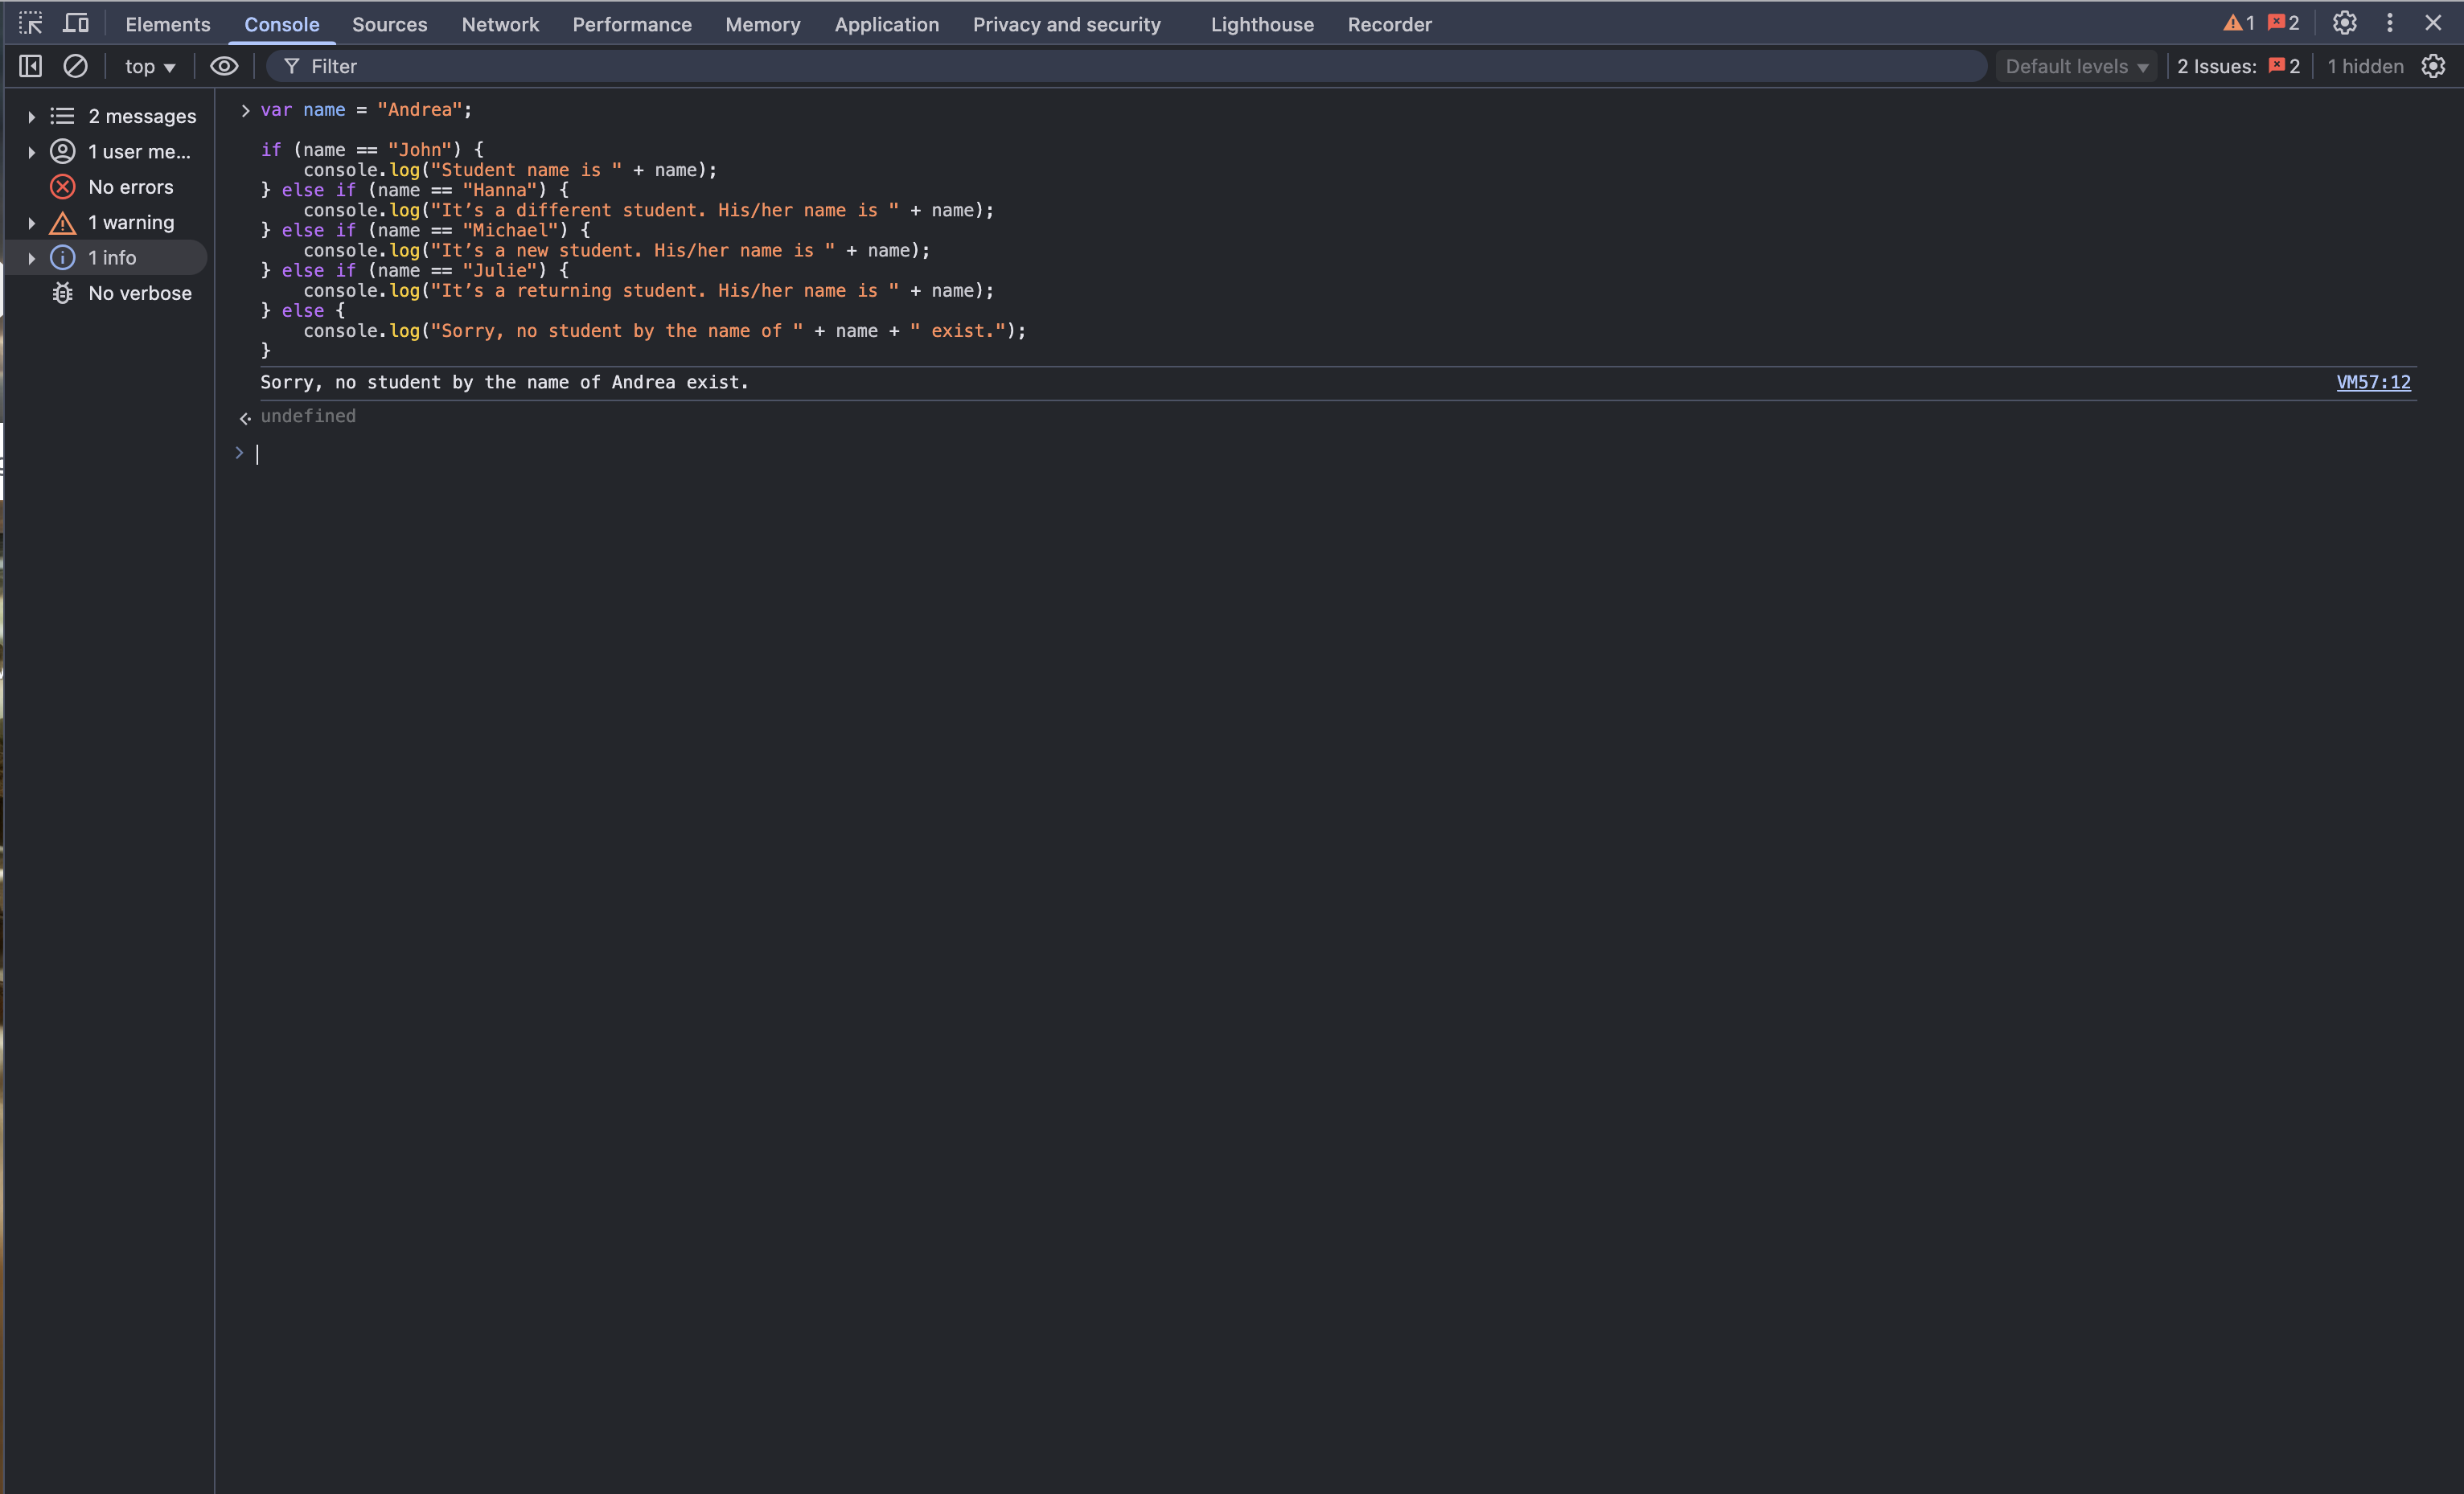 Elements Console Sources Network Performance Memory Application Privacy and security Lighthouse Recorder 1 2
top Filter Default levels 2 Issues: 2 1 hidden
2 messages
1 user me...
No errors
1 warning
1 info
No verbose
> var name = "Andrea";
if (name == "John") {
    console.log("Student name is " + name);
} else if (name == "Hanna") {
    console.log("It’s a different student. His/her name is " + name);
} else if (name == "Michael") {
    console.log("It’s a new student. His/her name is " + name);
} else if (name == "Julie") {
    console.log("It’s a returning student. His/her name is " + name);
} else {
    console.log("Sorry, no student by the name of " + name + " exist.");
}
Sorry, no student by the name of Andrea exist. VM57:12
undefined
>